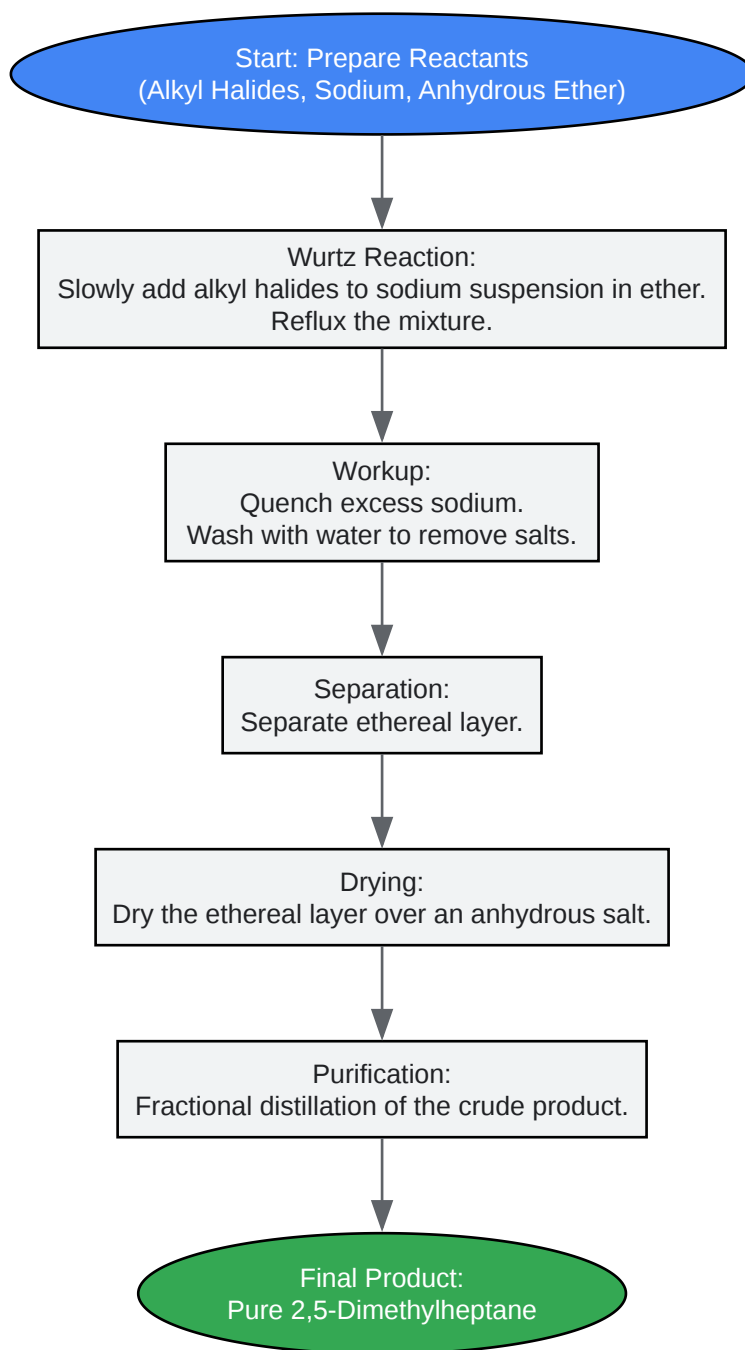 Start: Prepare Reactants
(Alkyl Halides, Sodium, Anhydrous Ether)
Wurtz Reaction:
Slowly add alkyl halides to sodium suspension in ether.
Reflux the mixture.
Workup:
Quench excess sodium.
Wash with water to remove salts.
Separation:
Separate ethereal layer.
Drying:
Dry the ethereal layer over an anhydrous salt.
Purification:
Fractional distillation of the crude product.
Final Product:
Pure 2,5-Dimethylheptane